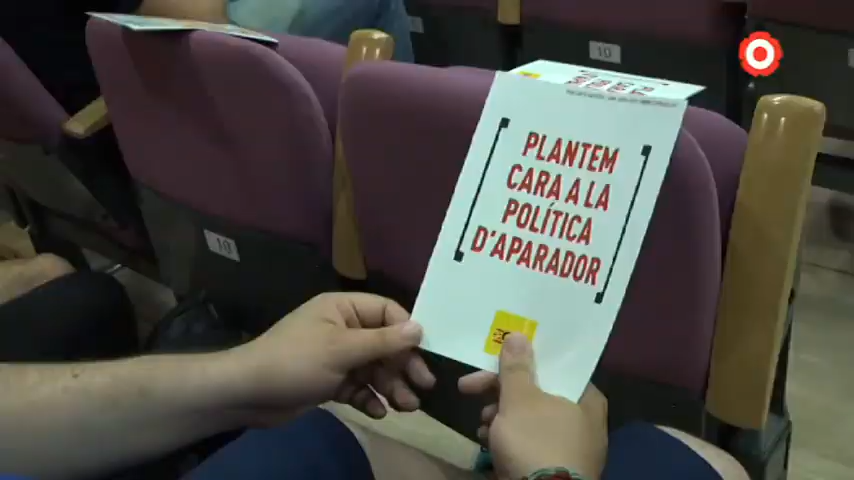 10
PLANTEM
CARA A LA
POLÍTICA
D'APARADOR
10